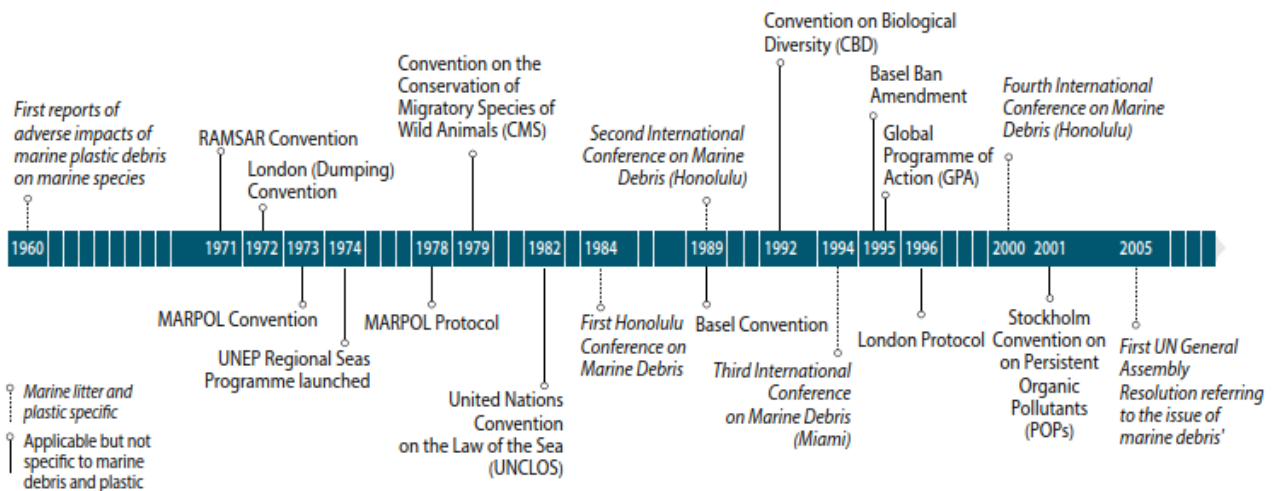 First reports of
adverse impacts of
marine plastic debris
on marine species
RAMSAR Convention
London (Dumping)
Convention
Convention on the
Conservation of
Migratory Species of
Wild Animals (CMS)
Second International
Conference on Marine
Debris (Honolulu)
Convention on Biological
Diversity (CBD)
Basel Ban
Amendment
Global
Programme of
Action (GPA)
Fourth International
Conference on Marine
Debris (Honolulu)
1960 1971 1972 1973 1974 1978 1979 1982 1984 1989 1992 1994 1995 1996 2000 2001 2005
MARPOL Convention
UNEP Regional Seas
Programme launched
MARPOL Protocol
United Nations
Convention
on the Law of the Sea
(UNCLOS)
First Honolulu
Conference on
Marine Debris
Basel Convention
Third International
Conference
on Marine Debris
(Miami)
London Protocol
Stockholm
Convention on
on Persistent
Organic
Pollutants
(POPs)
First UN General
Assembly
Resolution referring
to the issue of
marine debris'
Marine litter and
plastic specific
Applicable but not
specific to marine
debris and plastic